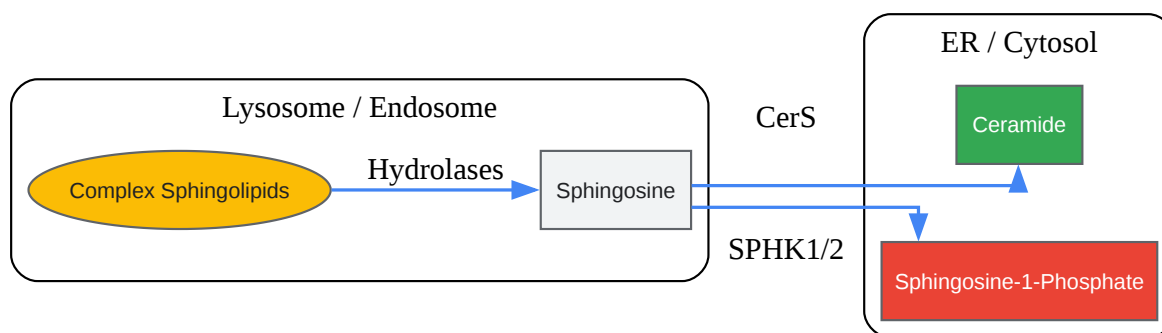 Lysosome / Endosome
Complex Sphingolipids
Hydrolases
Sphingosine
CerS
SPHK1/2
ER / Cytosol
Ceramide
Sphingosine-1-Phosphate